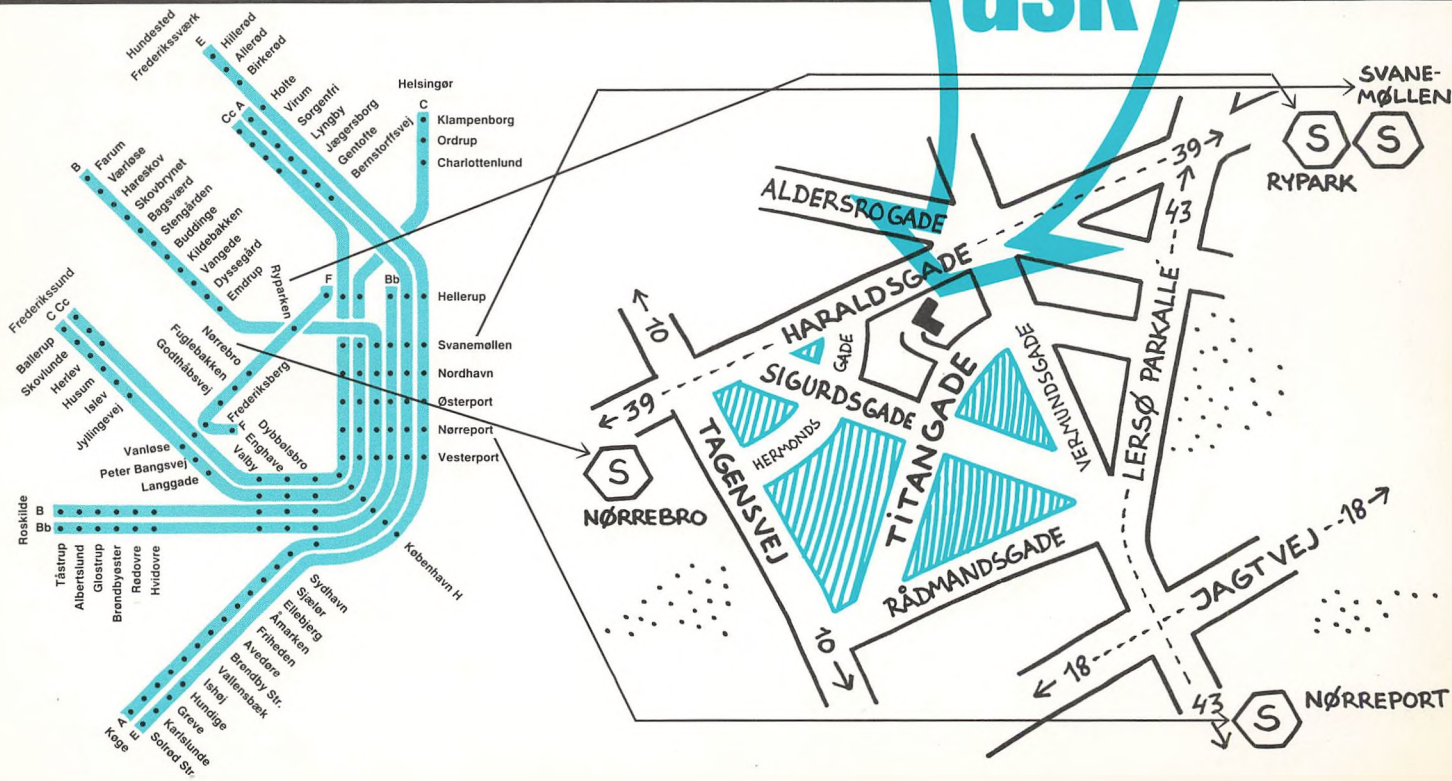 ask
Hundested
Frederikssværk
E
Hillerød
Allerød
Birkerød
Cc A
Holte
Virum
Sorgenfri
Lyngby
Jægersborg
Gentofte
Bernstorffsvej
Helsingør
C
Klampenborg
Ordrup
Charlottenlund
B
Farum
Værløse
Hareskov
Skovbrynet
Bagsværd
Stengården
Buddinge
Kildebakken
Vangede
Dyssegård
Emdrup
Ryparken
F
Bb
Hellerup
Svanemøllen
Nordhavn
Østerport
Nørreport
Vesterport
Nørrebro
Fuglebakken
Godthåbsvej
Frederiksberg
F
Frederikssund
C Cc
Ballerup
Skovlunde
Herlev
Husum
Islev
Jyllingevej
Vanløse
Peter Bangsvej
Langgade
Valby
Enghave
Dybbølsbro
Roskilde
B
Bb
Tåstrup
Albertslund
Glostrup
Brøndbyøster
Rødovre
Hvidovre
København H
Sydhavn
Sjælør
Ellebjerg
Åmarken
Friheden
Avedøre
Brøndby Str.
Vallensbæk
Ishøj
Hundige
Greve
Karlslunde
Solrød Str.
A
E
Køge
SVANE-
MØLLEN
S S
RYPARK
39
43
ALDERSROGADE
HARALDSGADE
10
39
GADE
SIGURDSGADE
HERMONDS
TITANGADE
VERMUNDSGADE
LERSØ PARKALLE
TAGENSVEJ
S
NØRREBRO
RÅDMANDSGADE
10
JAGTVEJ
18
18
43
S
NØRREPORT